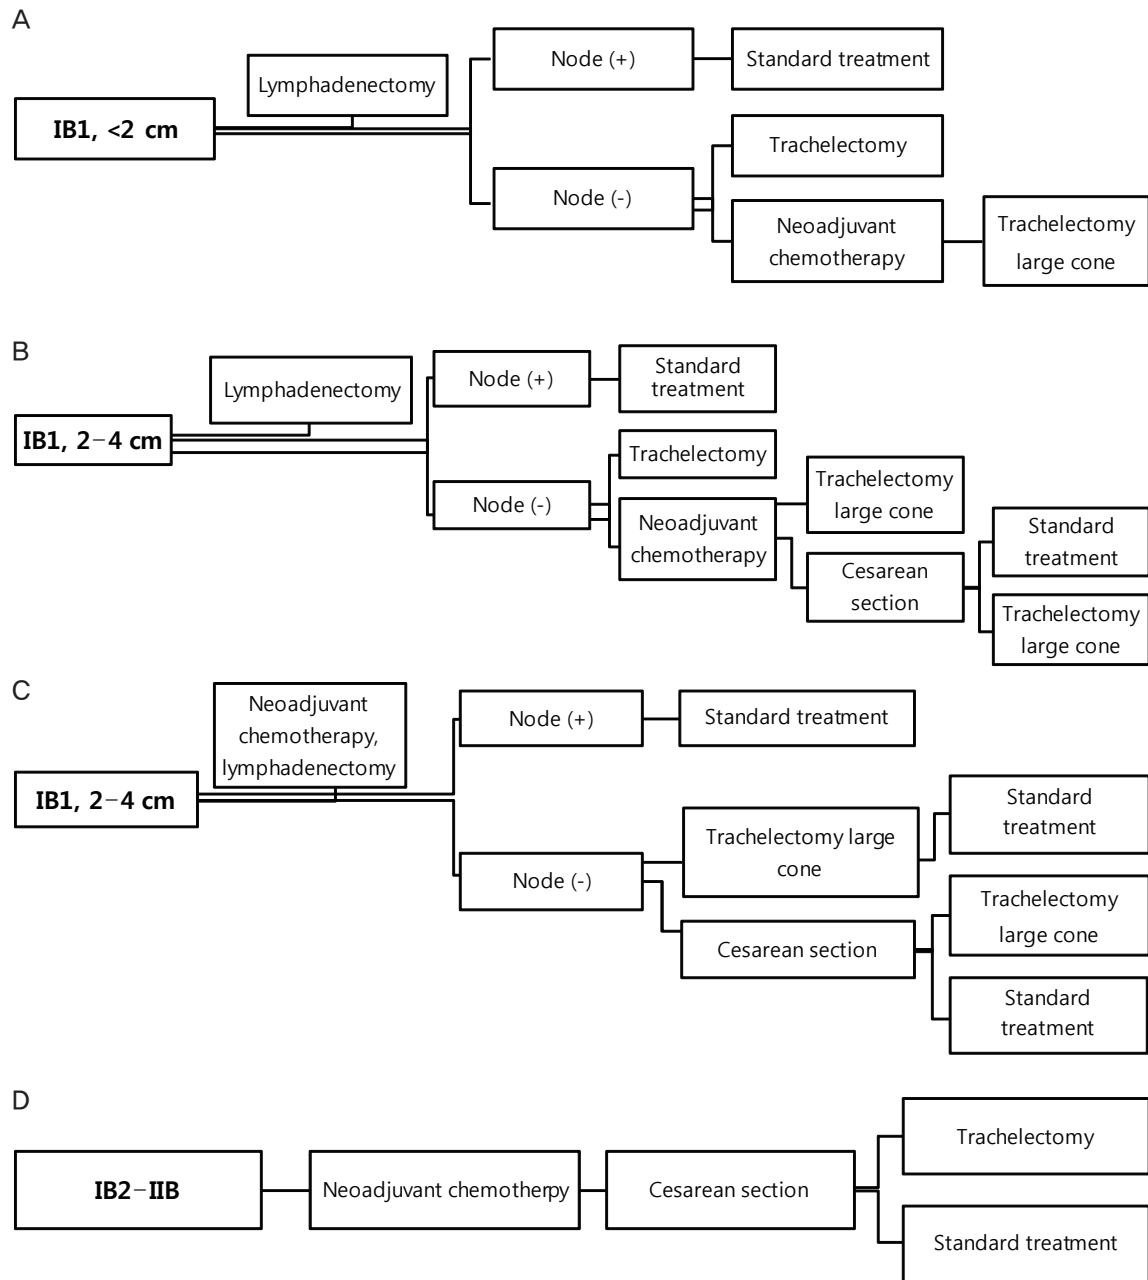 A
Lymphadenectomy
IB1, <2 cm
Node (+)
Standard treatment
Node (-)
Trachelectomy
Neoadjuvant
chemotherapy
Trachelectomy
large cone
B
Lymphadenectomy
IB1, 2–4 cm
Node (+)
Standard
treatment
Node (-)
Trachelectomy
Neoadjuvant
chemotherapy
Trachelectomy
large cone
Cesarean
section
Standard
treatment
Trachelectomy
large cone
C
Neoadjuvant
chemotherapy,
lymphadenectomy
IB1, 2–4 cm
Node (+)
Standard treatment
Node (-)
Trachelectomy large
cone
Standard
treatment
Cesarean section
Trachelectomy
large cone
Standard
treatment
D
IB2–IIB
Neoadjuvant chemotherpy
Cesarean section
Trachelectomy
Standard treatment